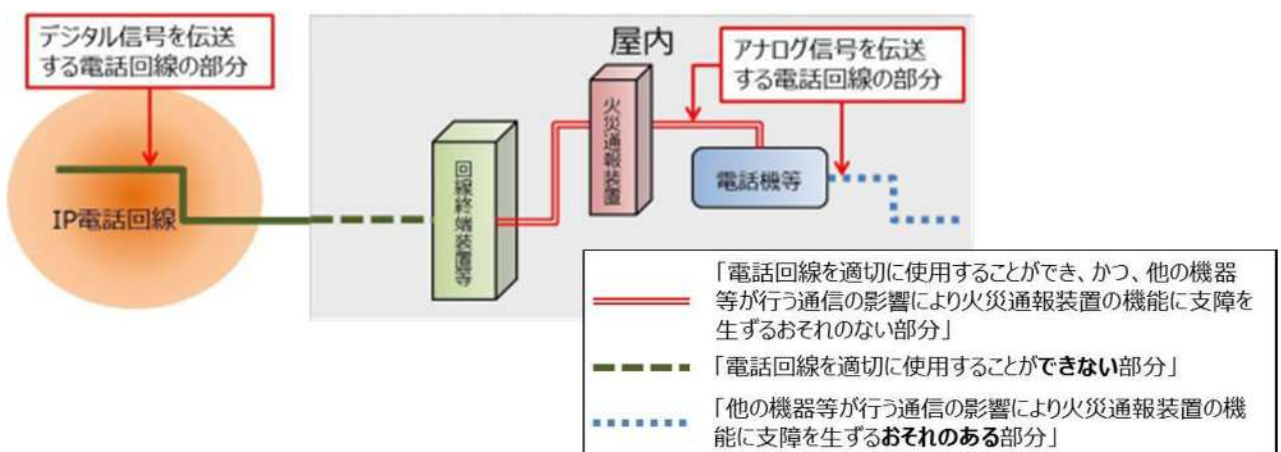 デジタル信号を伝送
する電話回線の部分
屋内
アナログ信号を伝送
する電話回線の部分
火災通報装置
回線終端装置等
電話機等
IP電話回線
「電話回線を適切に使用することができ、かつ、他の機器
等が行う通信の影響により火災通報装置の機能に支障を
生ずるおそれのない部分」
「電話回線を適切に使用することができない部分」
「他の機器等が行う通信の影響により火災通報装置の機
能に支障を生ずるおそれのある部分」